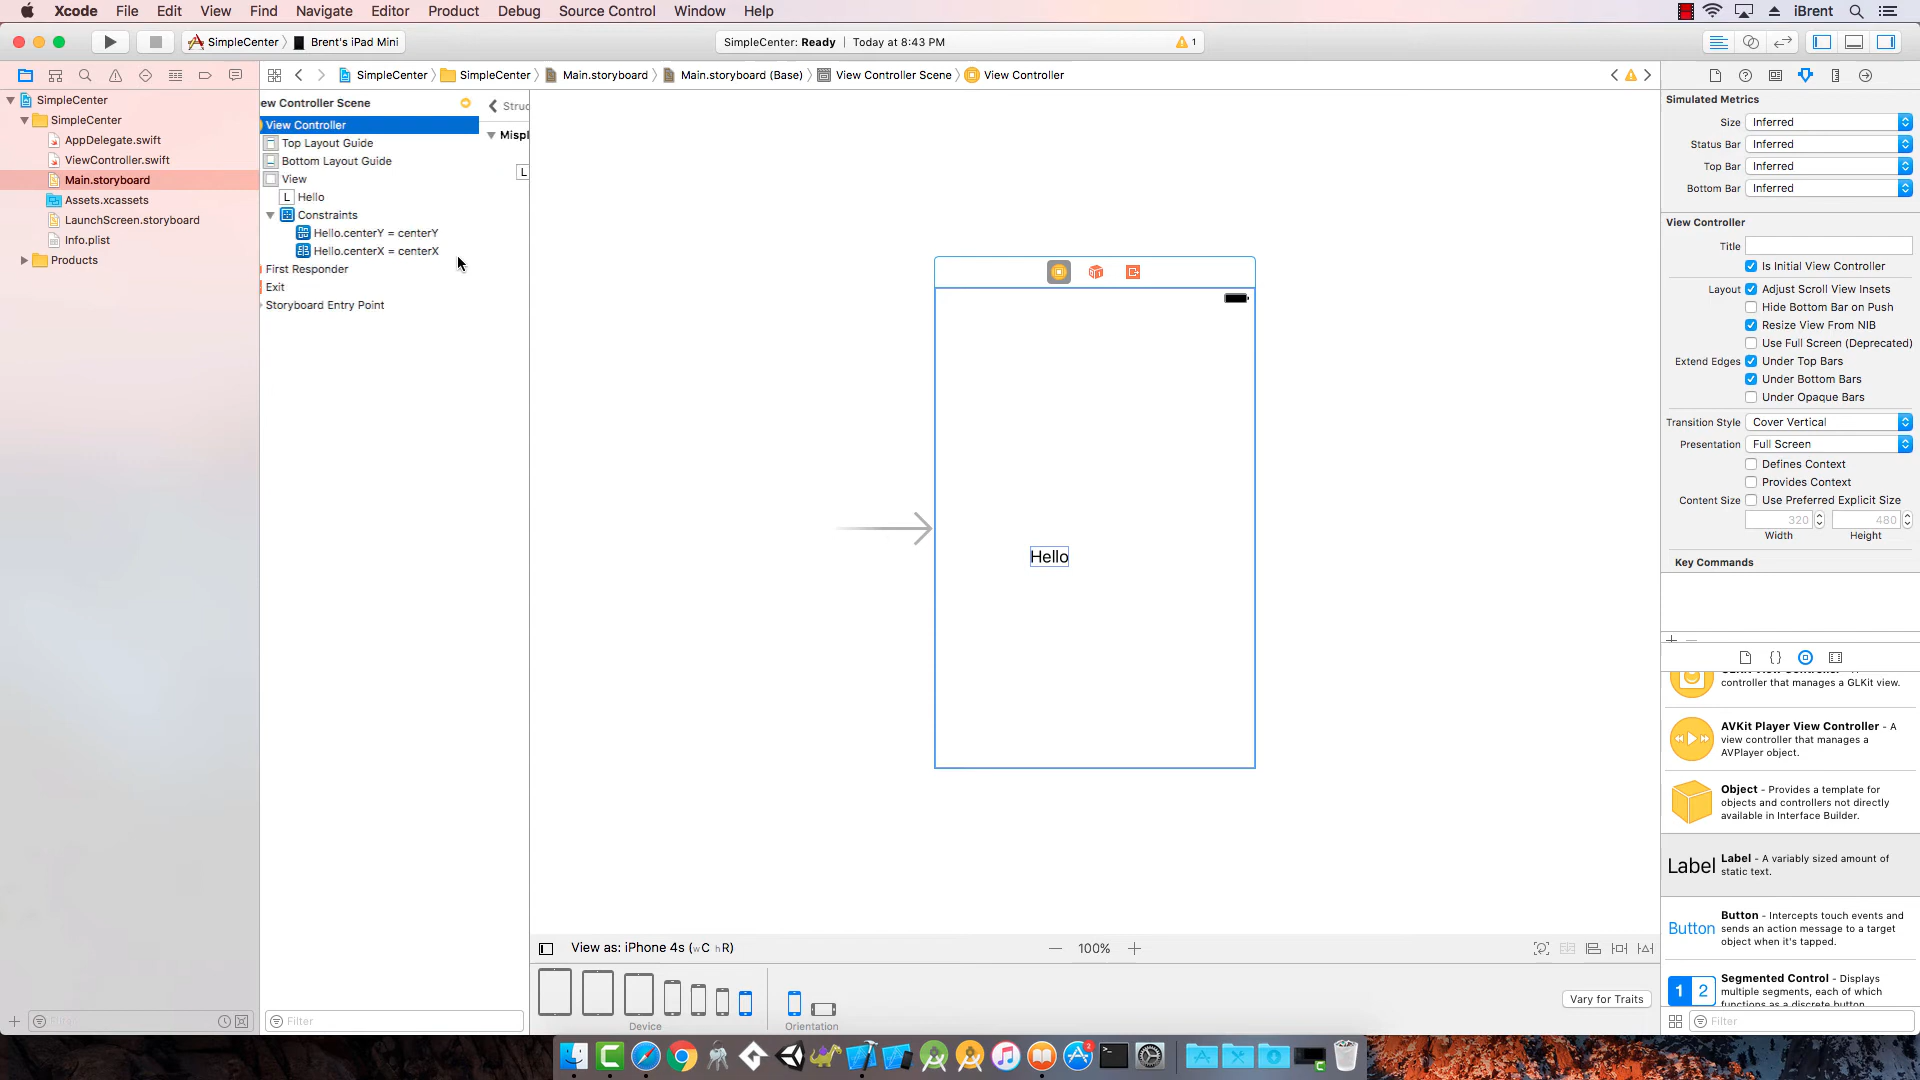 Xcode File Edit View Find Navigate Editor Product Debug Source Control Window Help iBrent
SimpleCenter Brent's iPad Mini SimpleCenter: Ready Today at 8:43 PM 1
SimpleCenter SimpleCenter Main.storyboard Main.storyboard (Base) View Controller Scene View Controller
SimpleCenter
SimpleCenter
AppDelegate.swift
ViewController.swift
Main.storyboard
Assets.xcassets
LaunchScreen.storyboard
Info.plist
Products
Filter
ew Controller Scene
View Controller
Top Layout Guide
Bottom Layout Guide
View
L Hello
Constraints
Hello.centerY = centerY
Hello.centerX = centerX
First Responder
Exit
Storyboard Entry Point
Filter
Struc
Mispl
L
Hello
View as: iPhone 4s (wC hR)
100%
Device
Orientation
Vary for Traits
Simulated Metrics
Size Inferred
Status Bar Inferred
Top Bar Inferred
Bottom Bar Inferred
View Controller
Title
Is Initial View Controller
Layout Adjust Scroll View Insets
Hide Bottom Bar on Push
Resize View From NIB
Use Full Screen (Deprecated)
Extend Edges Under Top Bars
Under Bottom Bars
Under Opaque Bars
Transition Style Cover Vertical
Presentation Full Screen
Defines Context
Provides Context
Content Size Use Preferred Explicit Size
320 480
Width Height
Key Commands
controller that manages a GLKit view.
AVKit Player View Controller - A
view controller that manages a
AVPlayer object.
Object - Provides a template for
objects and controllers not directly
available in Interface Builder.
Label Label - A variably sized amount of
static text.
Button Button - Intercepts touch events and
sends an action message to a target
object when it's tapped.
1 2 Segmented Control - Displays
multiple segments, each of which
functions as a discrete button.
Filter